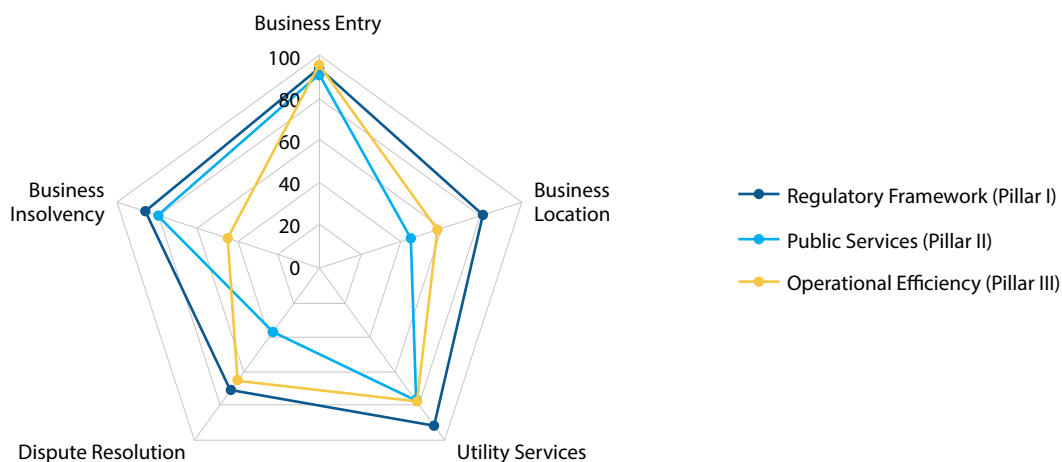 Business Entry
100
80
60
40
20
0
Business
Insolvency
Business
Location
Dispute Resolution
Utility Services
Regulatory Framework (Pillar I)
Public Services (Pillar II)
Operational Efficiency (Pillar III)